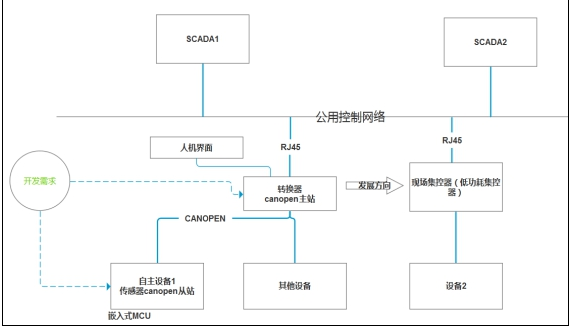 SCADA1
SCADA2
公用控制网络
RJ45
RJ45
人机界面
开发需求
转换器
canopen主站
发展方向
现场集控器（低功耗集控
器）
CANOPEN
自主设备1
传感器canopen从站
其他设备
设备2
嵌入式MCU